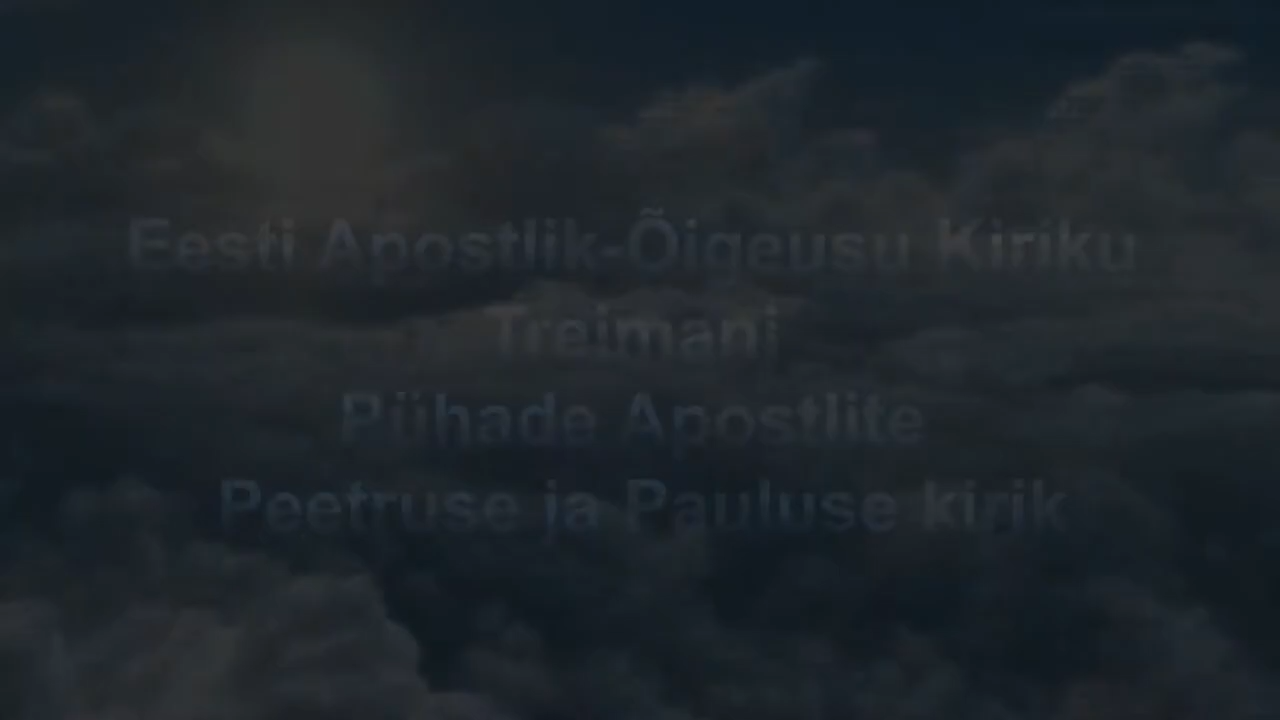 Eesti Apostlik-Õigeusu Kiriku
Treimani
Pühade Apostlite
Peetruse ja Pauluse kirik